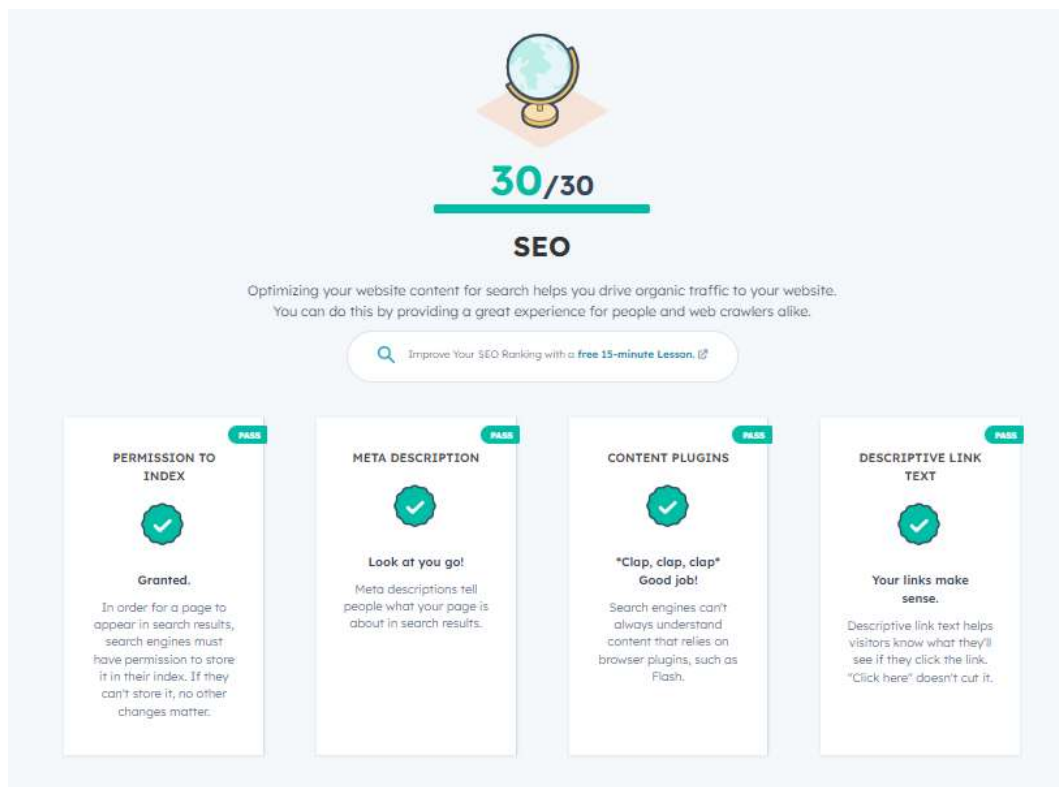 30/30
SEO
Optimizing your website content for search helps you drive organic traffic to your website.
You can do this by providing a great experience for people and web crawlers alike.
Improve Your SEO Ranking with a free 15-minute Lesson.
PASS
PERMISSION TO
INDEX
Granted.
In order for a page to
appear in search results,
search engines must
have permission to store
it in their index. If they
can't store it, no other
changes matter.
PASS
META DESCRIPTION
Look at you go!
Meta descriptions tell
people what your page is
about in search results.
PASS
CONTENT PLUGINS
*Clap, clap, clap*
Good job!
Search engines can't
always understand
content that relies on
browser plugins, such as
Flash.
PASS
DESCRIPTIVE LINK
TEXT
Your links make
sense.
Descriptive link text helps
visitors know what they'll
see if they click the link.
"Click here" doesn't cut it.